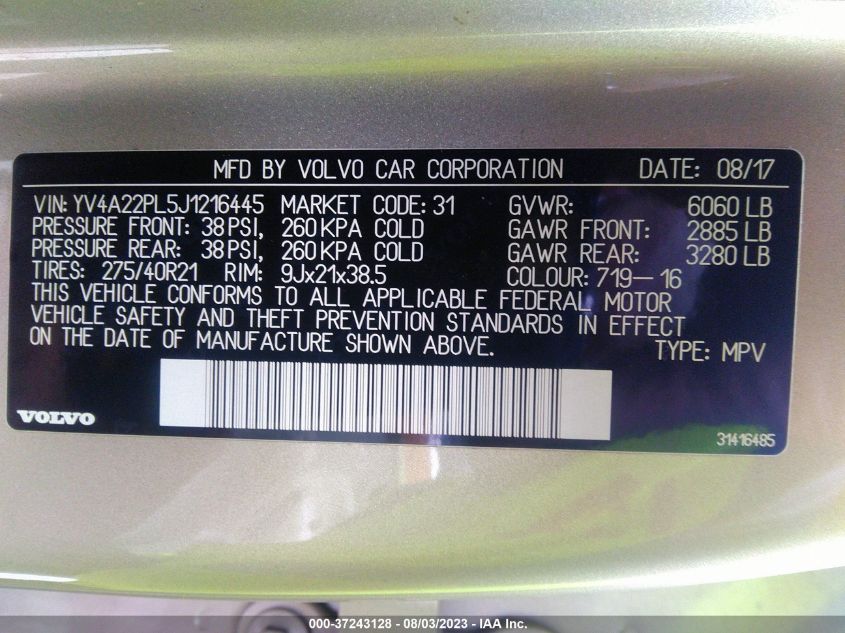 MFD BY VOLVO CAR CORPORATION DATE: 08/17
VIN: YV4A22PL5J1216445 MARKET CODE: 31 GVWR: 6060 LB
PRESSURE FRONT: 38 PSI, 260 KPA COLD GAWR FRONT: 2885 LB
PRESSURE REAR: 38 PSI, 260 KPA COLD GAWR REAR: 3280 LB
TIRES: 275/40R21 RIM: 9Jx21x38.5 COLOUR: 719-16
THIS VEHICLE CONFORMS TO ALL APPLICABLE FEDERAL MOTOR
VEHICLE SAFETY AND THEFT PREVENTION STANDARDS IN EFFECT
ON THE DATE OF MANUFACTURE SHOWN ABOVE. TYPE: MPV
VOLVO 31416485
000-37243128 - 08/03/2023 - IAA Inc.